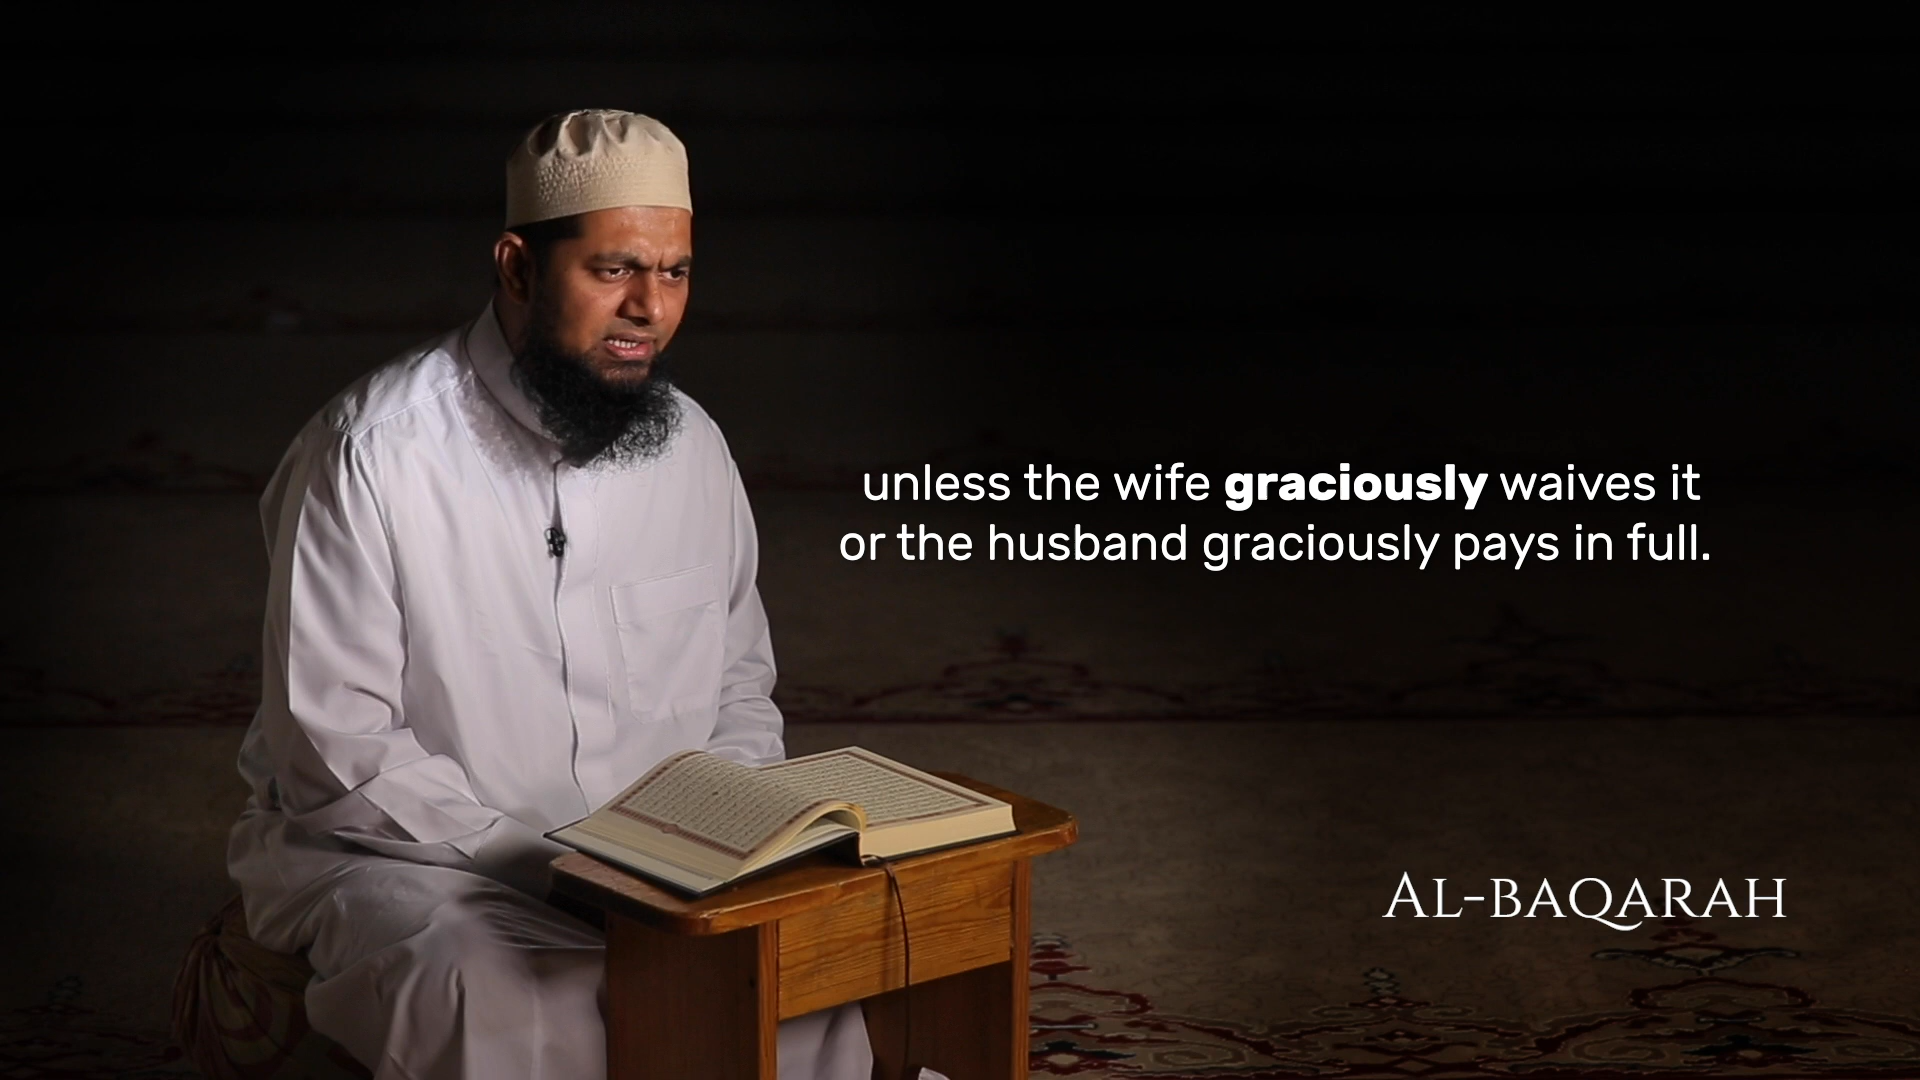 unless the wife graciously waives it
or the husband graciously pays in full.
AL-BAQARAH